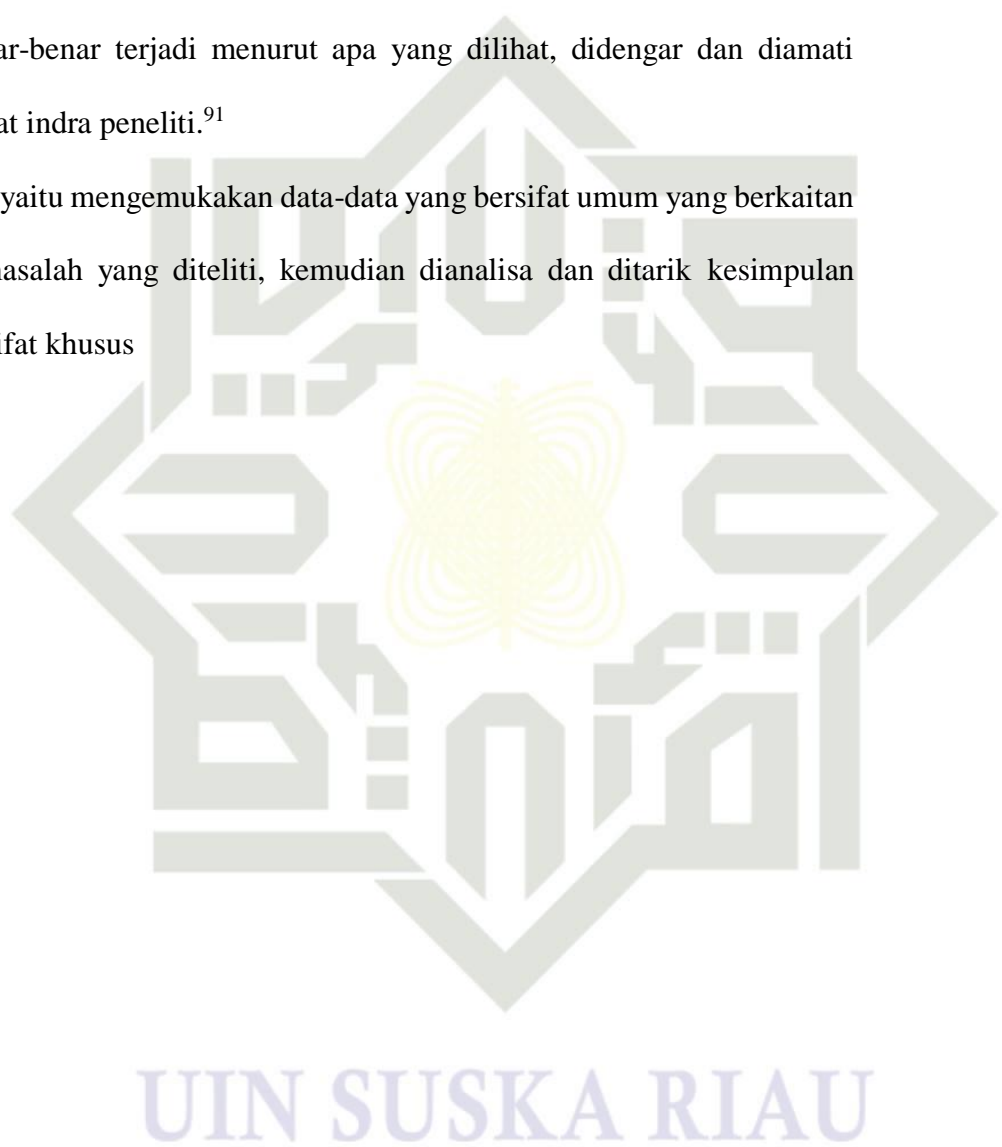 ar-benar terjadi menurut apa yang dilihat, didengar dan diamati
at indra peneliti.91
yaitu mengemukakan data-data yang bersifat umum yang berkaitan
nasalah yang diteliti, kemudian dianalisa dan ditarik kesimpulan
ifat khusus
UIN SUSKA RIAU